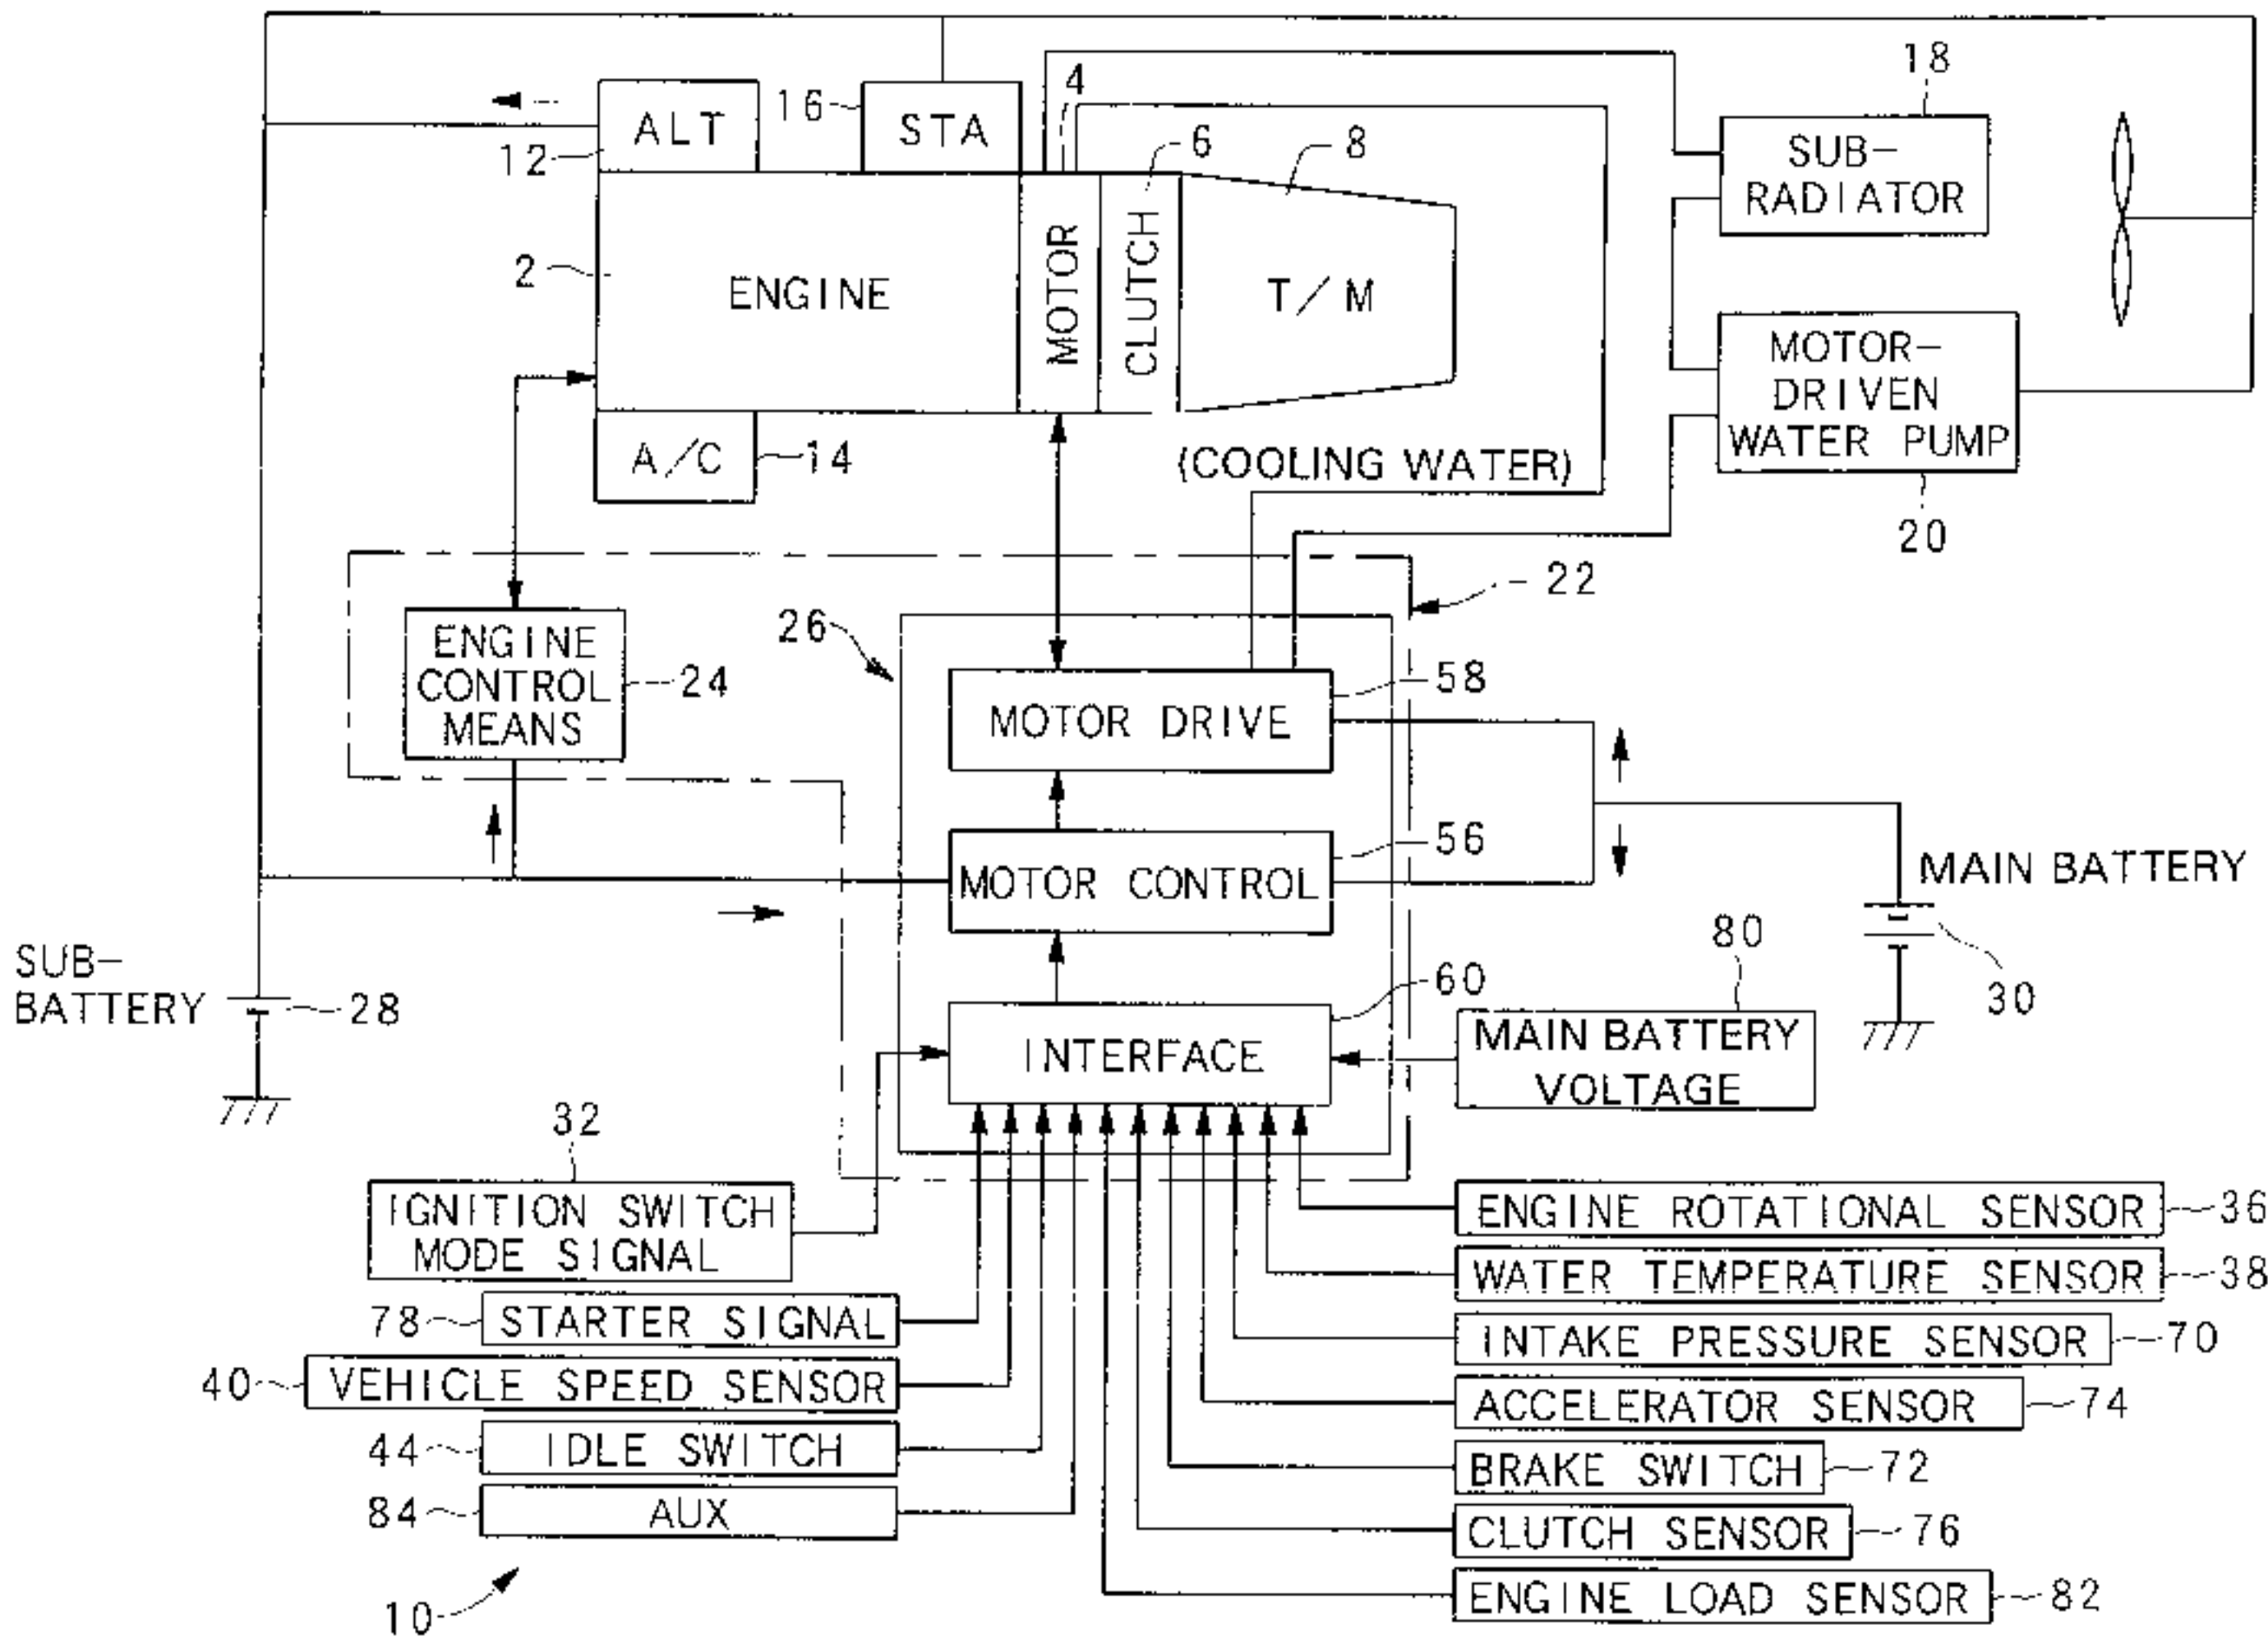 18
4
ALT
16
STA
12
6
8
SUB-
RADIATOR
2
ENGINE
MOTOR
CLUTCH
T/M
MOTOR-
DRIVEN
WATER PUMP
A/C
14
(COOLING WATER)
20
22
26
ENGINE
CONTROL
MEANS
24
58
MOTOR DRIVE
56
MOTOR CONTROL
MAIN BATTERY
80
SUB-
BATTERY
28
60
30
INTERFACE
MAIN BATTERY
VOLTAGE
32
IGNITION SWITCH
MODE SIGNAL
ENGINE ROTATIONAL SENSOR
36
WATER TEMPERATURE SENSOR
38
78
STARTER SIGNAL
INTAKE PRESSURE SENSOR
70
40
VEHICLE SPEED SENSOR
ACCELERATOR SENSOR
74
44
IDLE SWITCH
BRAKE SWITCH
72
84
AUX
CLUTCH SENSOR
76
10
ENGINE LOAD SENSOR
82